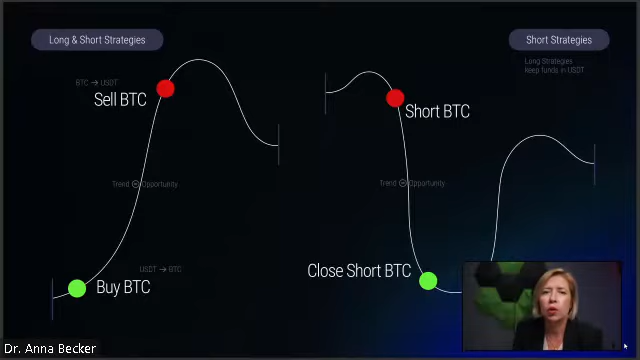 Long & Short Strategies
Short Strategies
Long Strategies
keep funds in USDT
BTC → USDT
Sell BTC
Short BTC
Trend Opportunity
Trend Opportunity
USDT → BTC
Close Short BTC
Buy BTC
Dr. Anna Becker